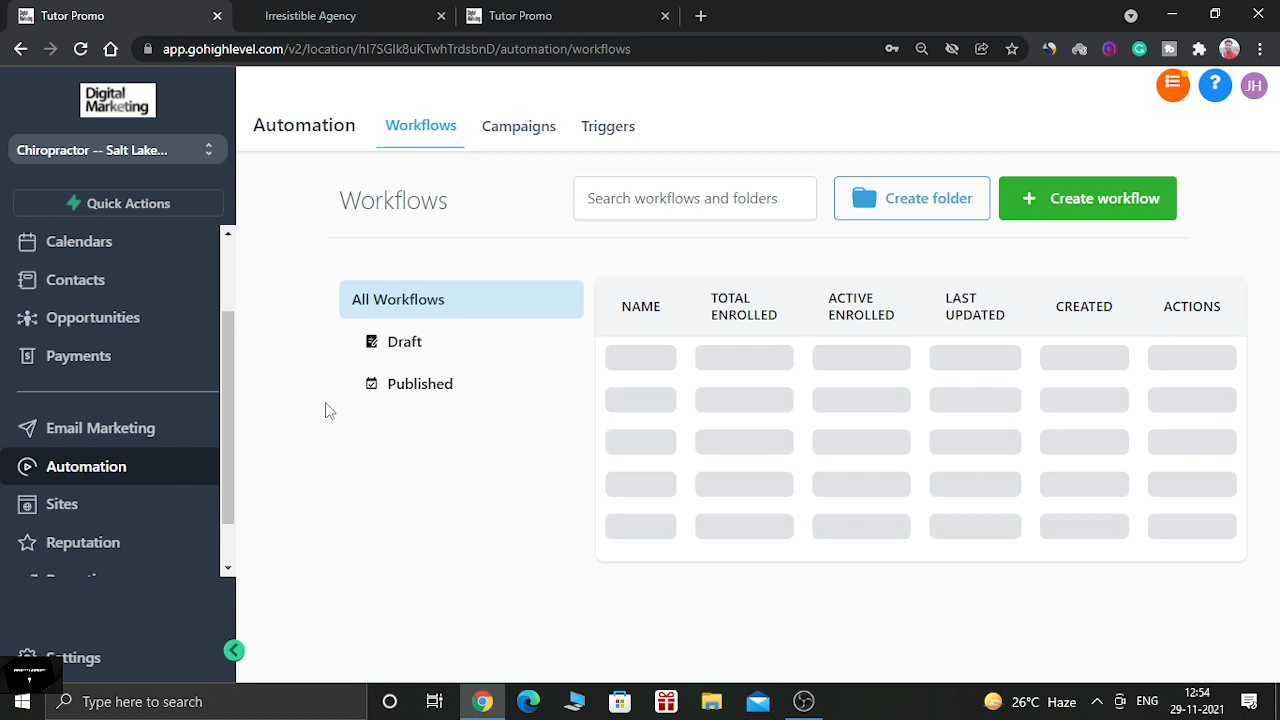 Tutor Promo
Irresistible Agency
Tutor Promo
app.gohighlevel.com/v2/location/hI7SGIk8uKTwhTrdsbnD/automation/workflows
Digital
Marketing
Chiropractor -- Salt Lake...
Quick Actions
Calendars
Contacts
Opportunities
Payments
Email Marketing
Automation
Sites
Reputation
Settings
?
JH
Automation
Workflows
Campaigns
Triggers
Workflows
Search workflows and folders
Create folder
+ Create workflow
All Workflows
Draft
Published
NAME
TOTAL
ENROLLED
ACTIVE
ENROLLED
LAST
UPDATED
CREATED
ACTIONS
Type here to search
26°C Haze
ENG
12:54
29-11-2021